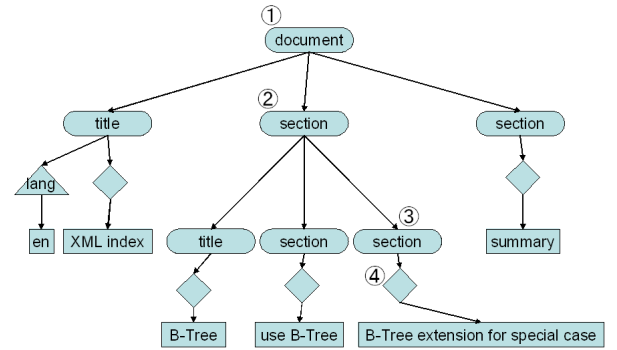 ①
document
②
title
section
section
lang
en
XML index
③
title
section
section
summary
④
B-Tree
use B-Tree
B-Tree extension for special case